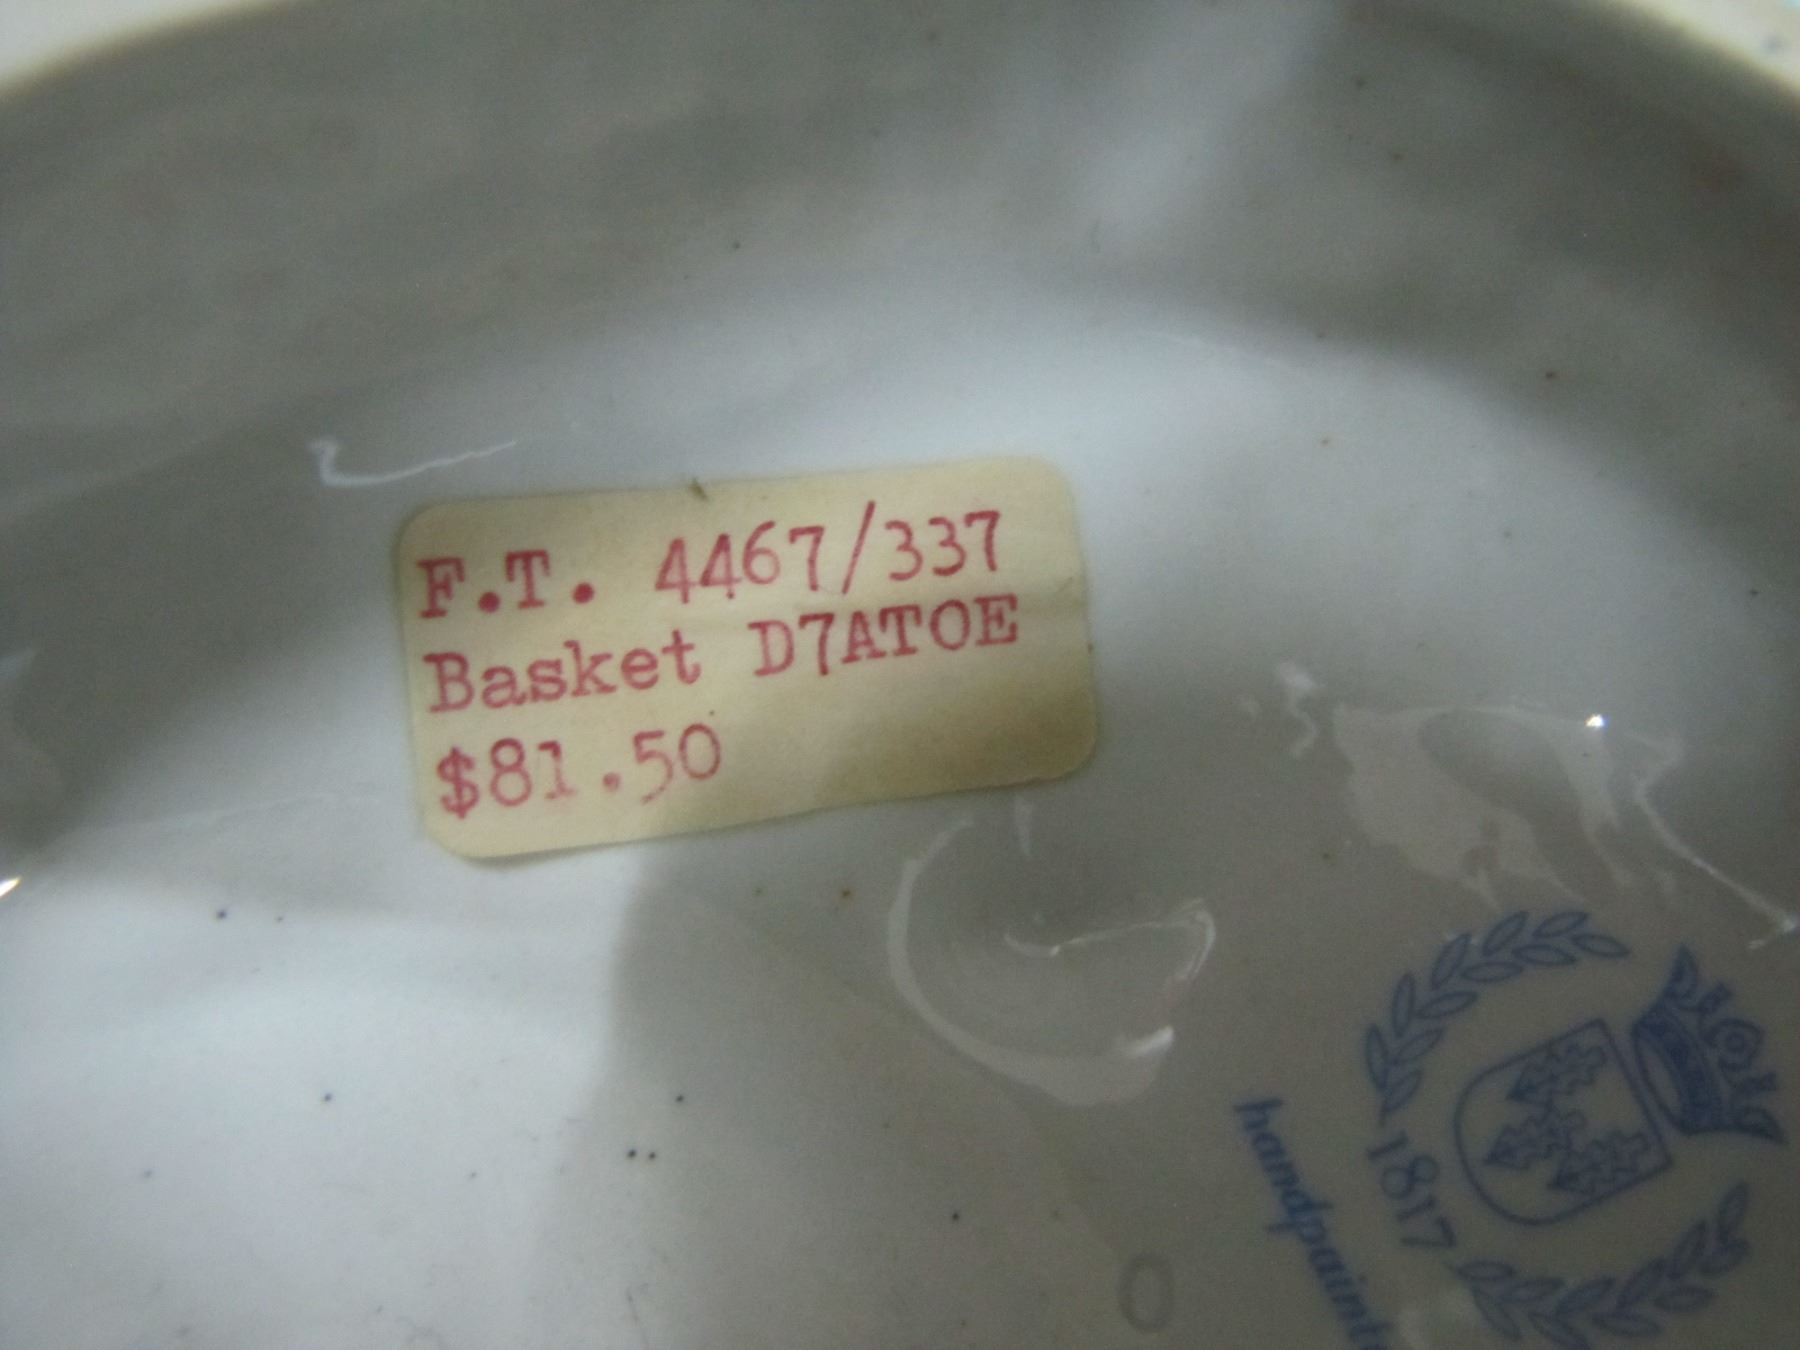 F.T. 4467/337
Basket D7ATOE
$81.50
1817